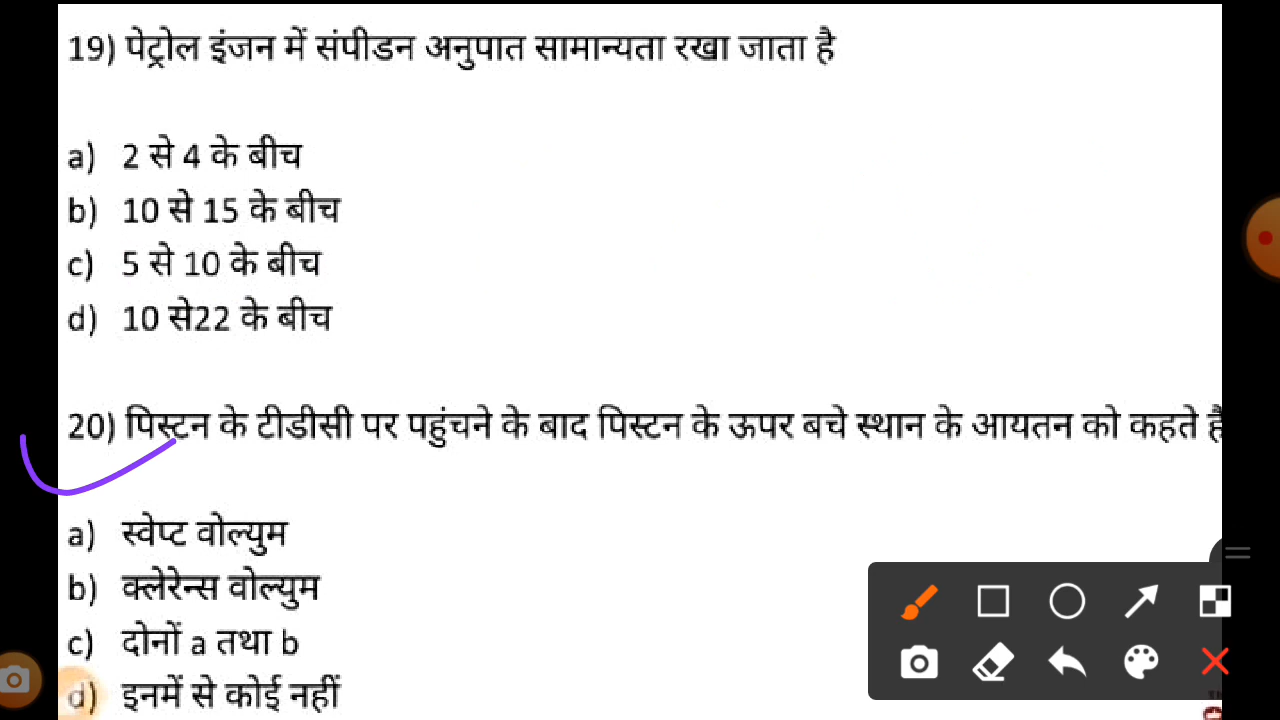 19) पेट्रोल इंजन में संपीडन अनुपात सामान्यता रखा जाता है
a) 2 से 4 के बीच
b) 10 से 15 के बीच
c) 5 से 10 के बीच
d) 10 से22 के बीच
20) पिस्टन के टीडीसी पर पहुंचने के बाद पिस्टन के ऊपर बचे स्थान के आयतन को कहते है
a) स्वेप्ट वोल्युम
b) क्लेरेन्स वोल्युम
c) दोनों a तथा b
d) इनमें से कोई नहीं